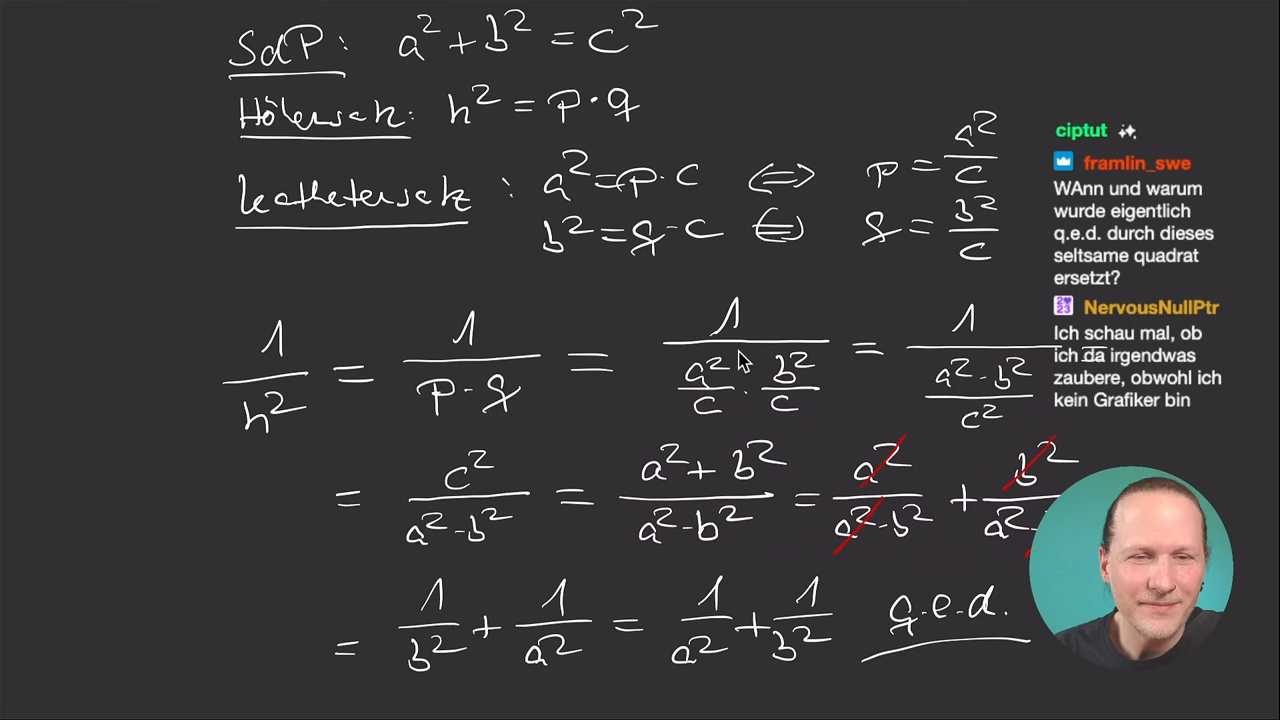 SdP: a² + b² = c²
Höhensatz: h² = p · q
Kathetensatz: a² = p · c ⇔ p = a²/c
b² = q · c ⇔ q = b²/c
1/h² = 1/(p · q) = 1/(a²/c · b²/c) = 1/((a² · b²)/c²) =
= c²/(a² · b²) = (a² + b²)/(a² · b²) = a²/(a² · b²) + b²/(a² ·
= 1/b² + 1/a² = 1/a² + 1/b² q.e.d.
ciptut
framlin_swe
WAnn und warum
wurde eigentlich
q.e.d. durch dieses
seltsame quadrat
ersetzt?
NervousNullPtr
Ich schau mal, ob
ich da irgendwas
zaubere, obwohl ich
kein Grafiker bin